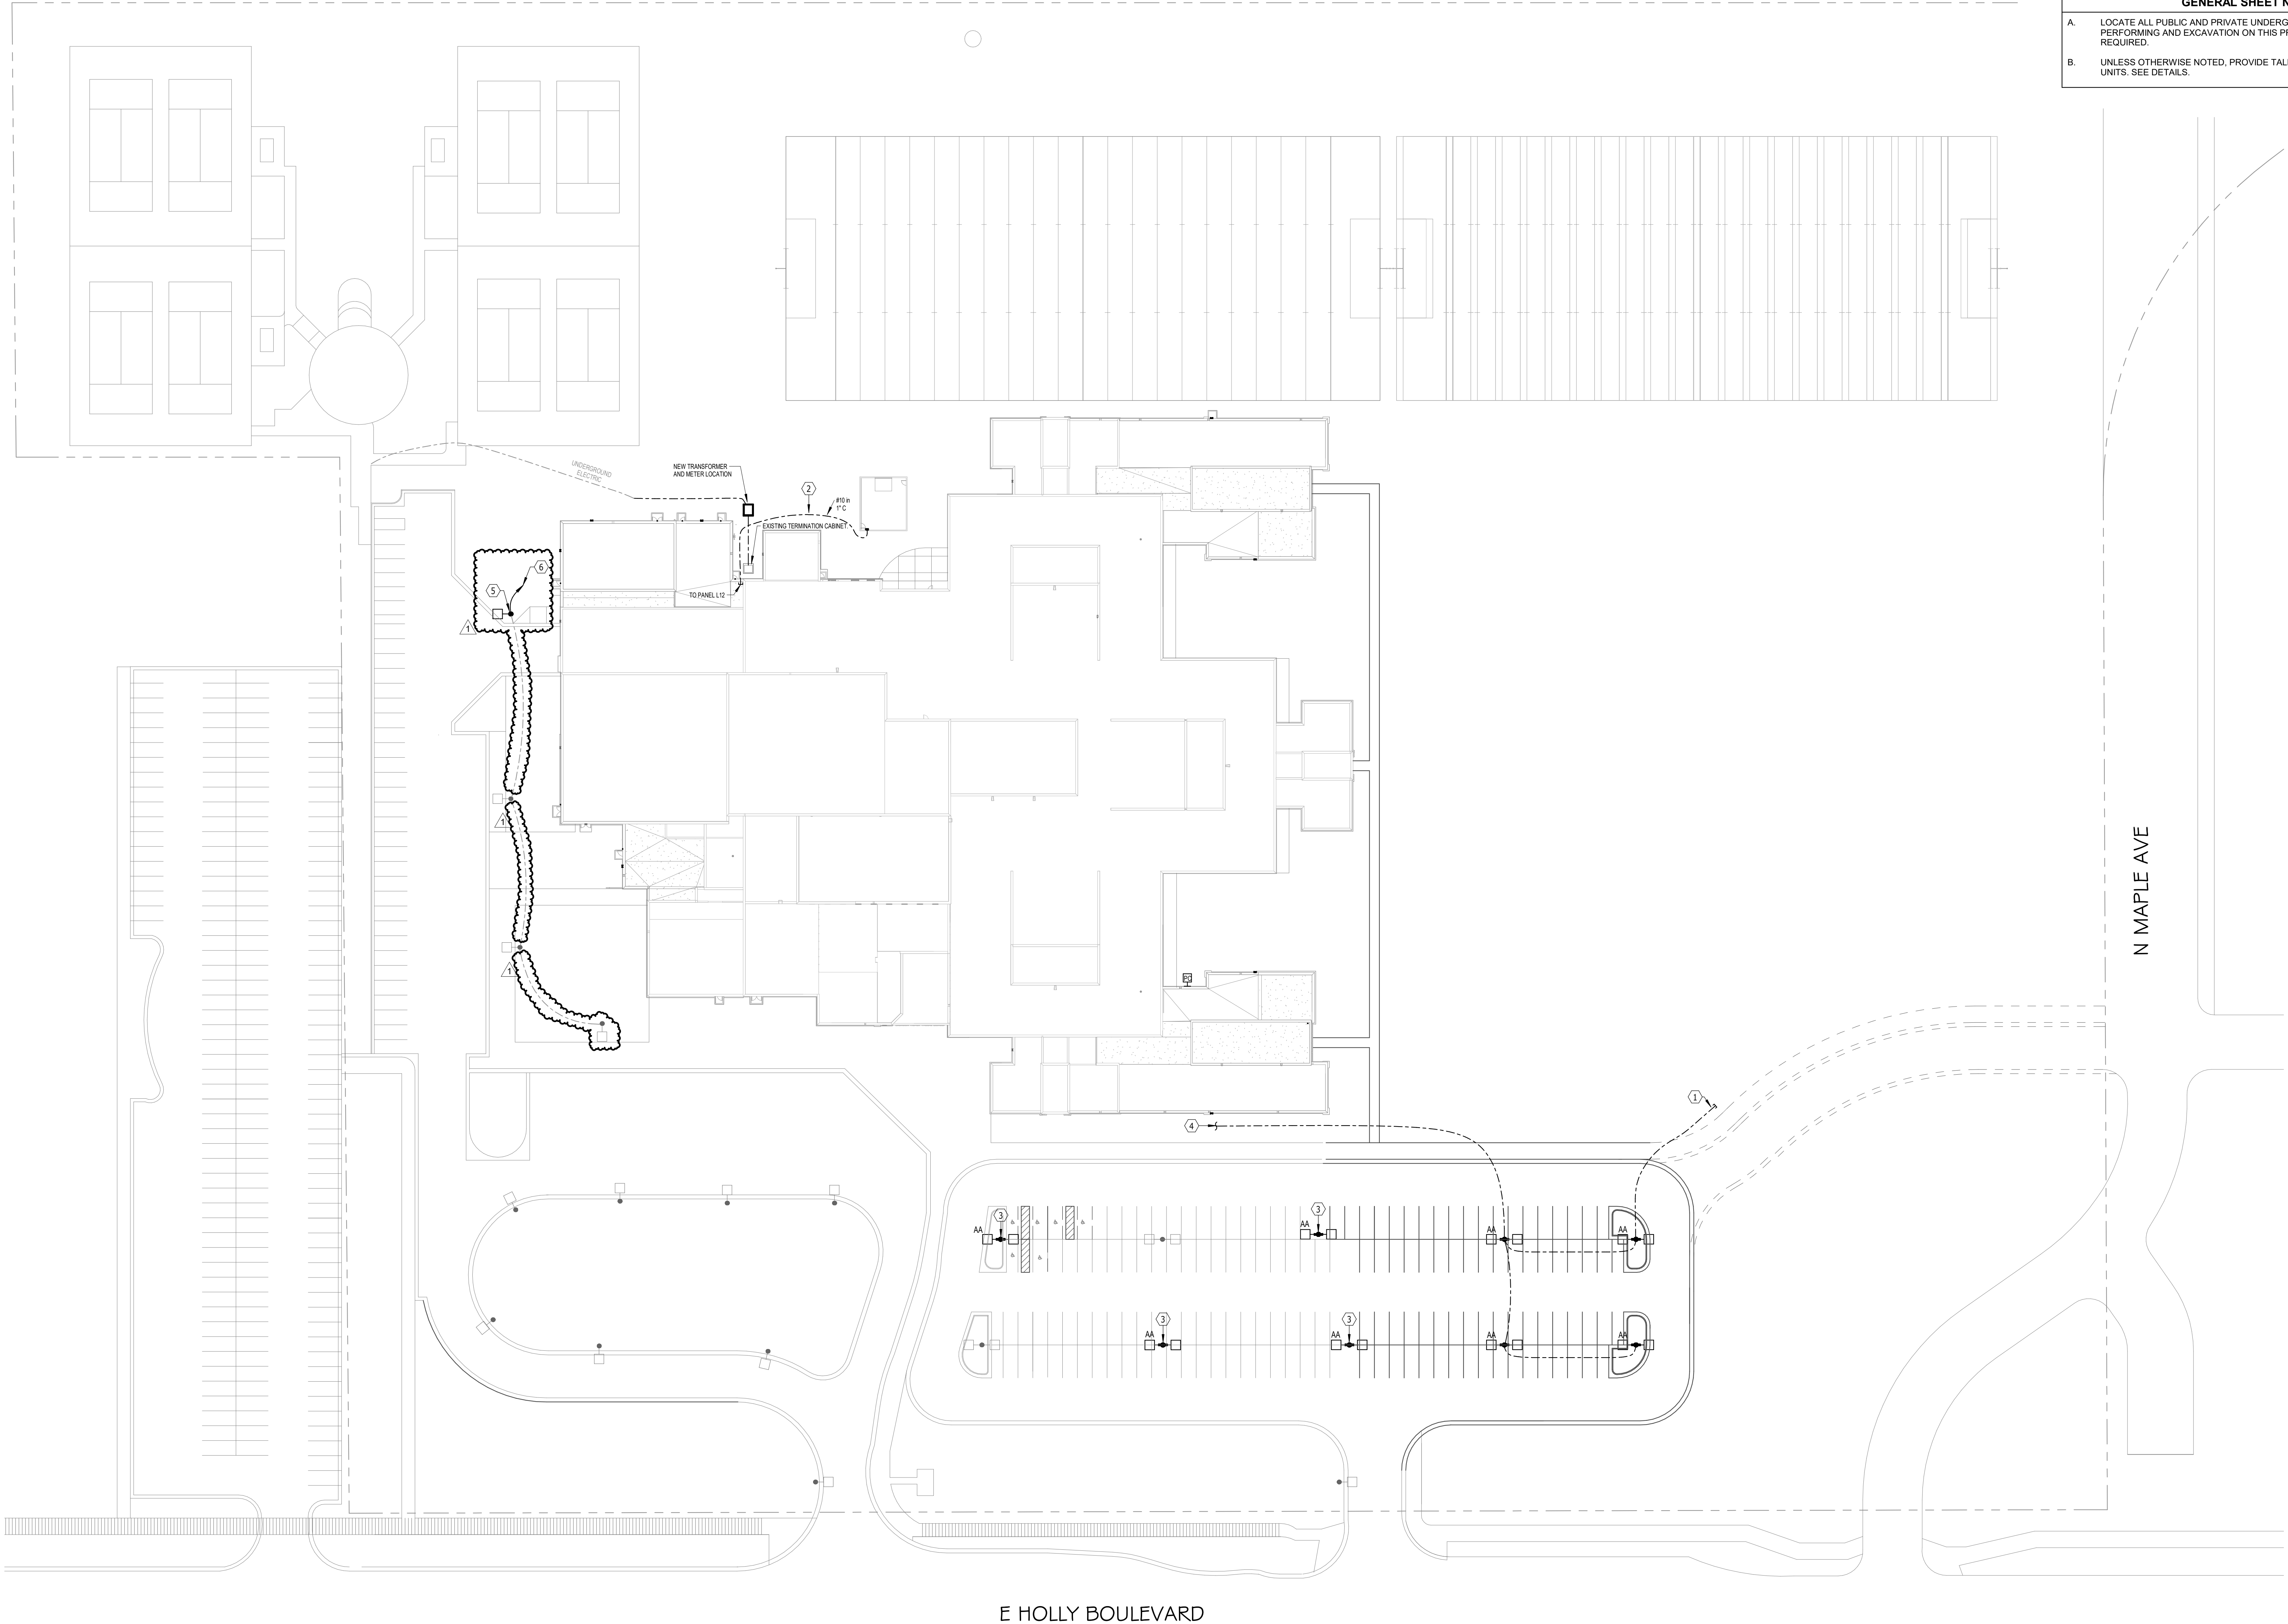 GENERAL SHEET N
A. LOCATE ALL PUBLIC AND PRIVATE UNDERG
PERFORMING AND EXCAVATION ON THIS PR
REQUIRED.
B. UNLESS OTHERWISE NOTED, PROVIDE TAL
UNITS. SEE DETAILS.
UNDERGROUND
ELECTRIC
NEW TRANSFORMER
AND METER LOCATION
2
#10 in
1" C
EXISTING TERMINATION CABINET
TO PANEL L12
6
5
1
1
1
PC
N MAPLE AVE
1
4
3
AA
3
AA
AA
AA
3
AA
3
AA
AA
AA
E HOLLY BOULEVARD